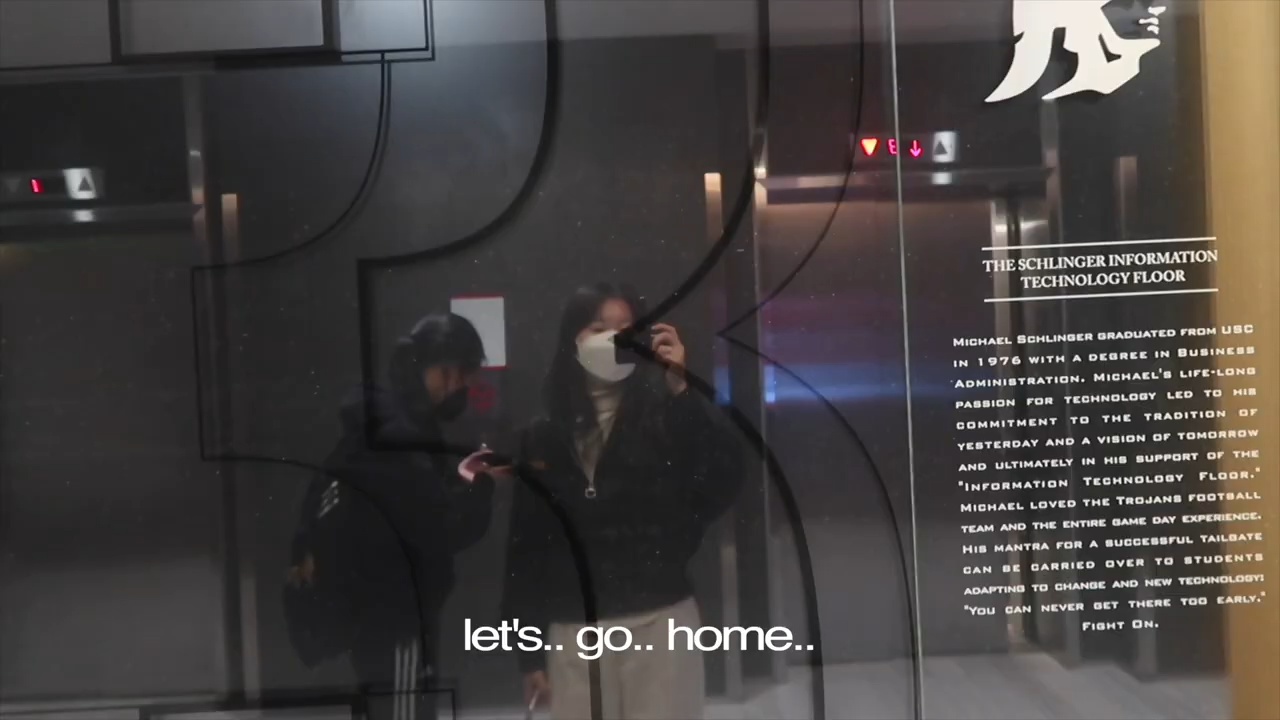 THE SCHLINGER INFORMATION
TECHNOLOGY FLOOR
MICHAEL SCHLINGER GRADUATED FROM USC
IN 1976 WITH A DEGREE IN BUSINESS
ADMINISTRATION. MICHAEL'S LIFE-LONG
PASSION FOR TECHNOLOGY LED TO HIS
COMMITMENT TO THE TRADITION OF
YESTERDAY AND A VISION OF TOMORROW
AND ULTIMATELY IN HIS SUPPORT OF THE
"INFORMATION TECHNOLOGY FLOOR."
MICHAEL LOVED THE TROJANS FOOTBALL
TEAM AND THE ENTIRE GAME DAY EXPERIENCE.
HIS MANTRA FOR A SUCCESSFUL TAILGATE
CAN BE CARRIED OVER TO STUDENTS
ADAPTING TO CHANGE AND NEW TECHNOLOGY:
"YOU CAN NEVER GET THERE TOO EARLY."
FIGHT ON.
let's.. go.. home..